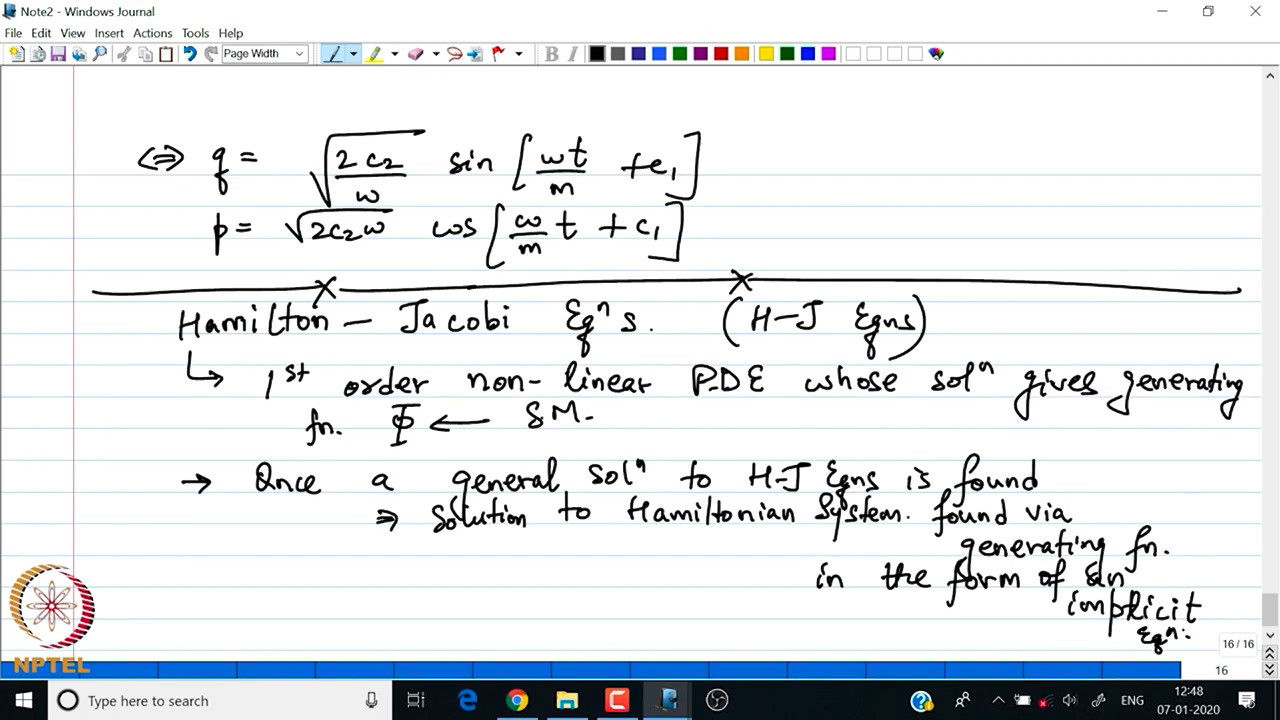 Note2 - Windows Journal
File Edit View Insert Actions Tools Help
Page Width
B I
⇔ q = √(2c₂/ω) sin [ωt/m + c₁]
p = √(2c₂ω) cos [ω/m t + c₁]
Hamilton - Jacobi Eqⁿs. (H-J Eqns)
↳ 1st order non-linear PDE whose solⁿ gives generating
fn. Φ ← SM.
→ Once a general solⁿ to H-J Eqns is found
⇒ Solution to Hamiltonian System. found via
generating fn.
in the form of an
implicit
Eqⁿ.
NPTEL
16/16
16
Type here to search
ENG
12:48
07-01-2020